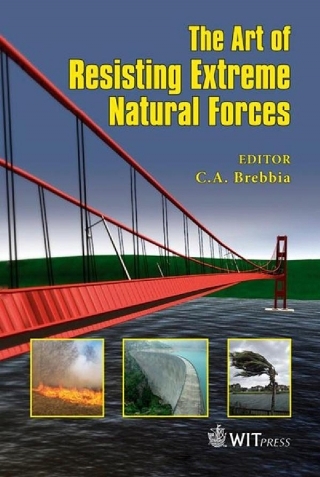 The Art of
Resisting Extreme
Natural Forces
EDITOR
C.A. Brebbia
WIT PRESS